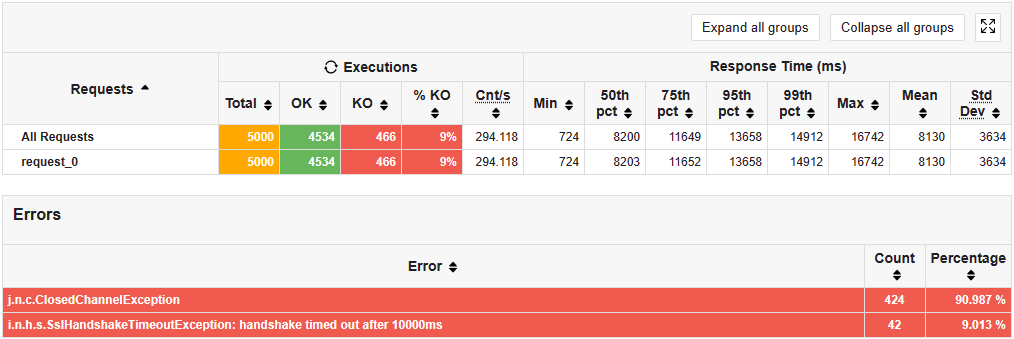 Expand all groups Collapse all groups
Requests Executions Response Time (ms)
Total OK KO % KO Cnt/s Min 50th pct 75th pct 95th pct 99th pct Max Mean Std Dev
All Requests 5000 4534 466 9% 294.118 724 8200 11649 13658 14912 16742 8130 3634
request_0 5000 4534 466 9% 294.118 724 8203 11652 13658 14912 16742 8130 3634
Errors
Error Count Percentage
j.n.c.ClosedChannelException 424 90.987 %
i.n.h.s.SslHandshakeTimeoutException: handshake timed out after 10000ms 42 9.013 %